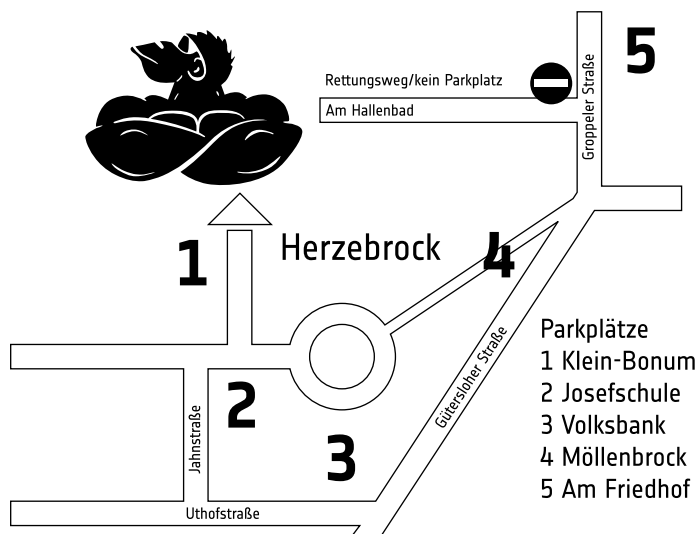 5
Rettungsweg/kein Parkplatz
Am Hallenbad
Groppeler Straße
1
Herzebrock
4
2
3
Jahnstraße
Gütersloher Straße
Uthofstraße
Parkplätze
1 Klein-Bonum
2 Josefschule
3 Volksbank
4 Möllenbrock
5 Am Friedhof